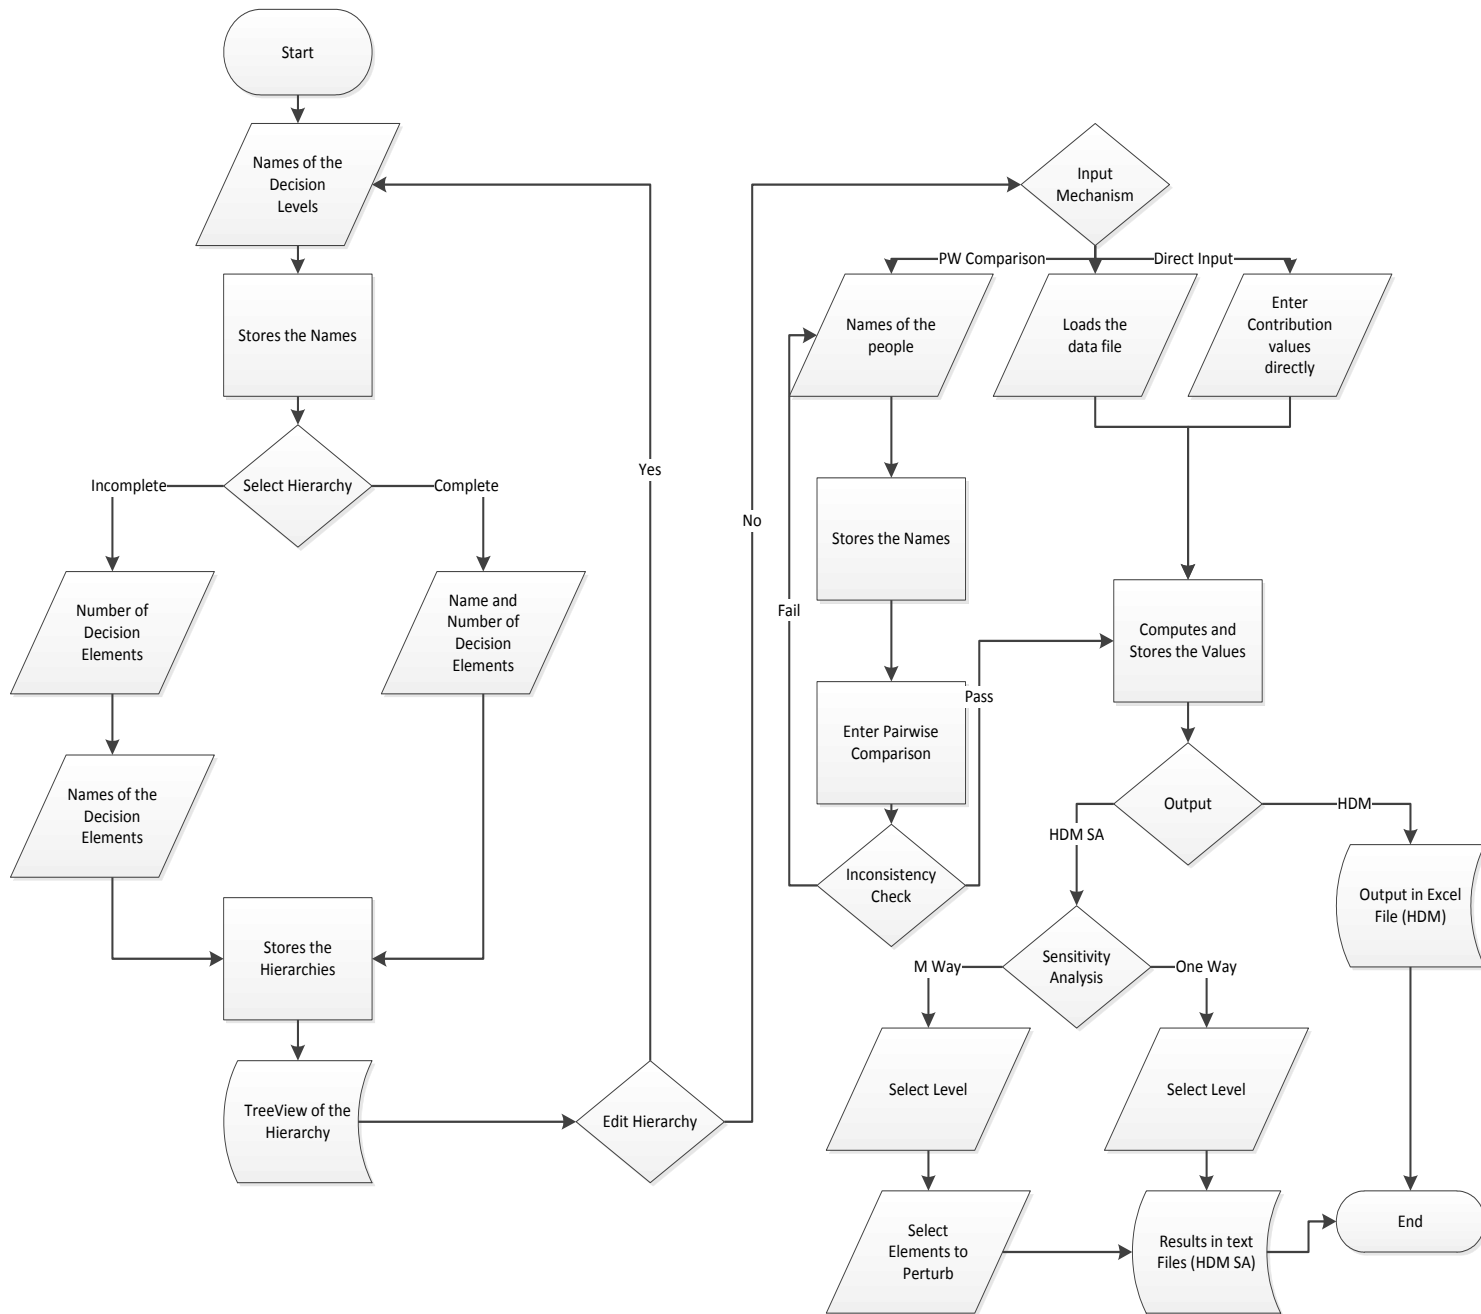 Start
Names of the
Decision
Levels
Stores the Names
Select Hierarchy
Incomplete
Complete
Number of
Decision
Elements
Name and
Number of
Decision
Elements
Names of the
Decision
Elements
Stores the
Hierarchies
TreeView of the
Hierarchy
Edit Hierarchy
Yes
No
Input
Mechanism
PW Comparison
Direct Input
Names of the
people
Loads the
data file
Enter
Contribution
values
directly
Stores the Names
Fail
Enter Pairwise
Comparison
Inconsistency
Check
Pass
Computes and
Stores the Values
Output
HDM SA
HDM
Output in Excel
File (HDM)
Sensitivity
Analysis
M Way
One Way
Select Level
Select Level
Select
Elements to
Perturb
Results in text
Files (HDM SA)
End